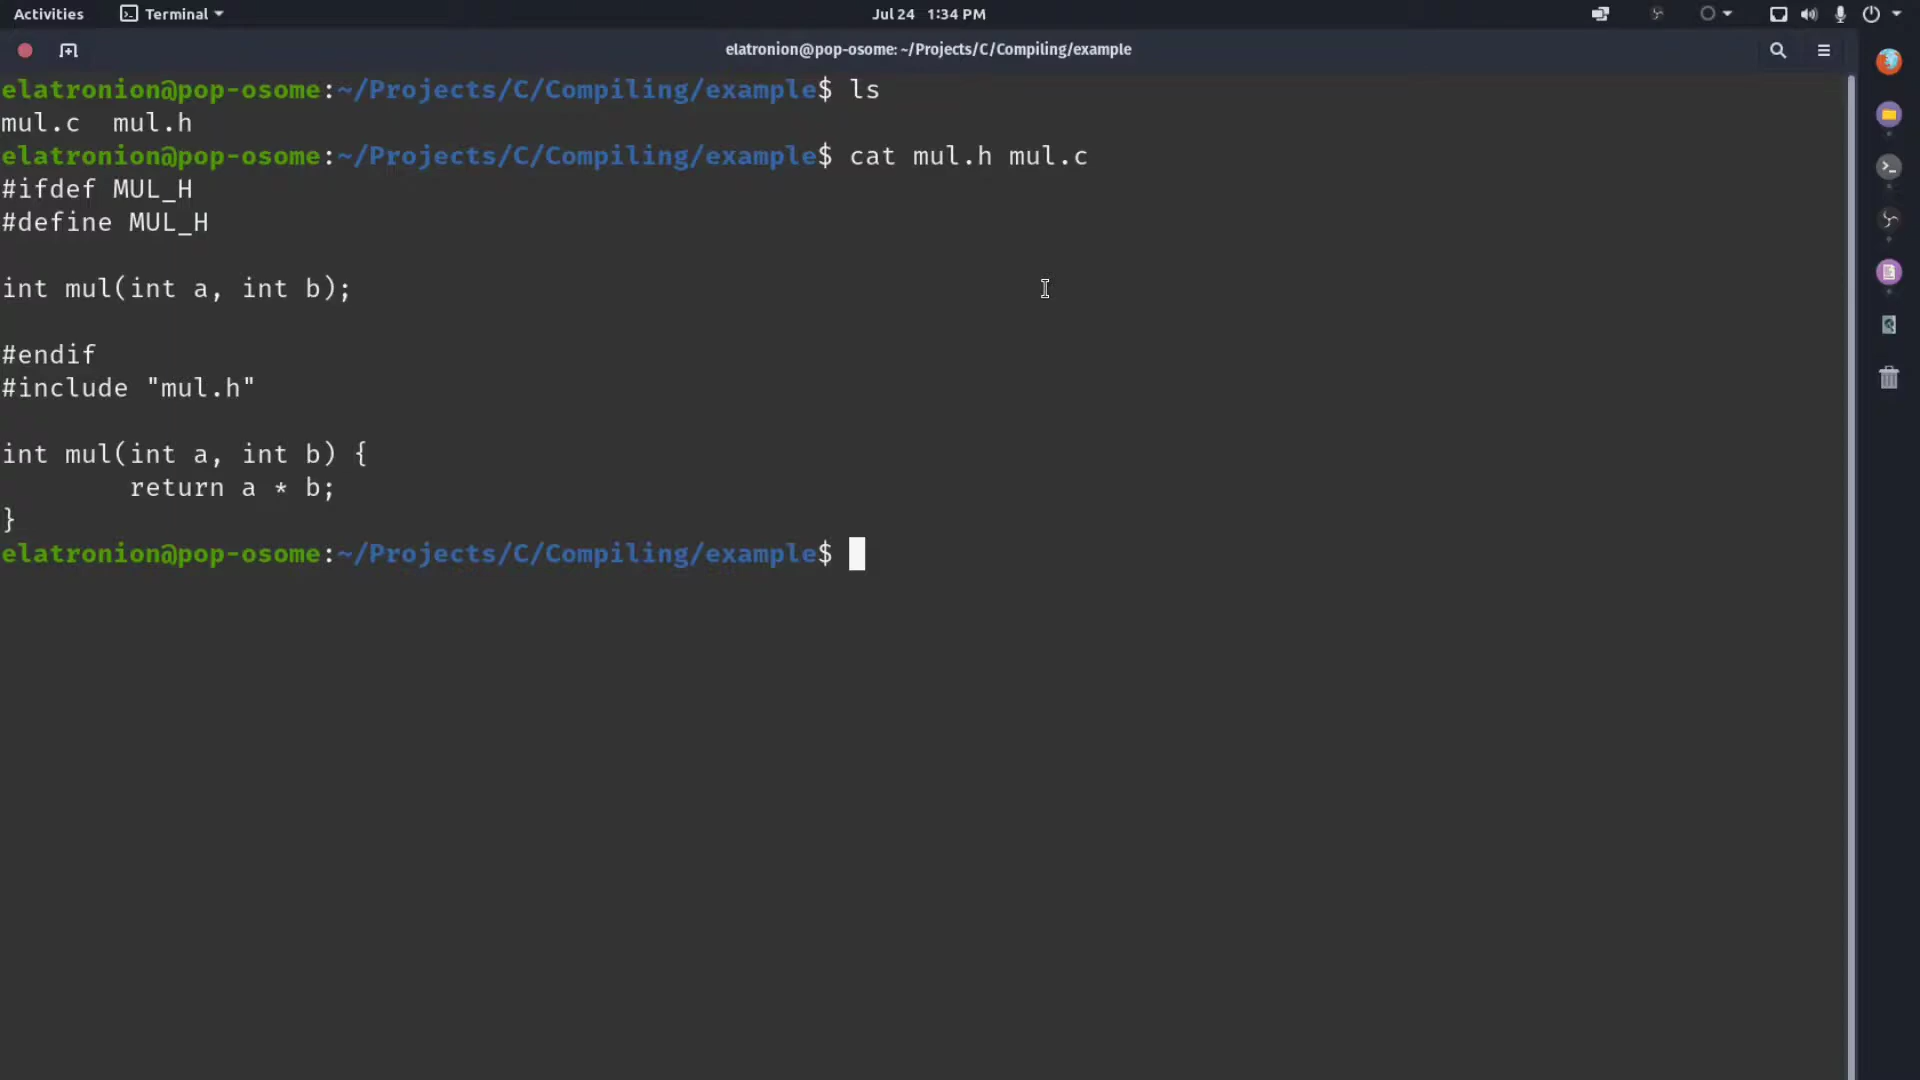 Activities Terminal Jul 24 1:34 PM
elatronion@pop-osome: ~/Projects/C/Compiling/example
elatronion@pop-osome:~/Projects/C/Compiling/example$ ls
mul.c  mul.h
elatronion@pop-osome:~/Projects/C/Compiling/example$ cat mul.h mul.c
#ifdef MUL_H
#define MUL_H
int mul(int a, int b);
#endif
#include "mul.h"
int mul(int a, int b) {
        return a * b;
}
elatronion@pop-osome:~/Projects/C/Compiling/example$